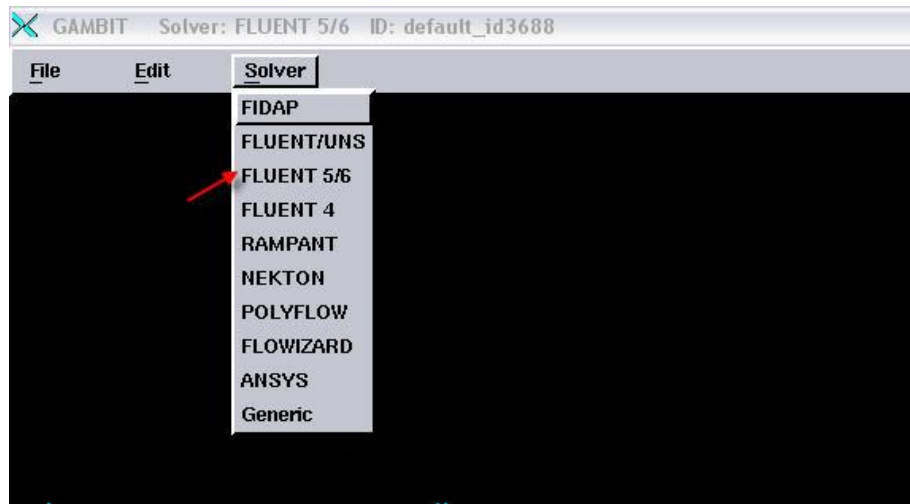 GAMBIT Solver: FLUENT 5/6 ID: default_id3688
File Edit Solver
FIDAP
FLUENT/UNS
FLUENT 5/6
FLUENT 4
RAMPANT
NEKTON
POLYFLOW
FLOWIZARD
ANSYS
Generic